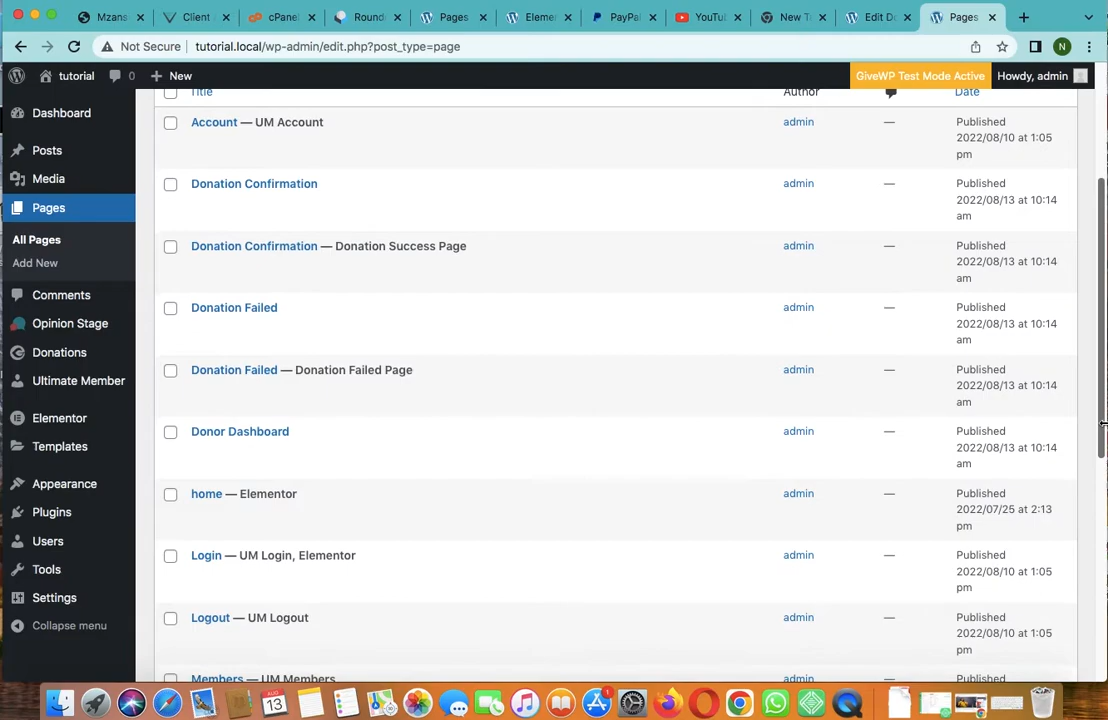 Mzans
Client
cPanel
Round
Pages
Elemen
PayPal
YouTu
New T
Edit Do
Pages
Not Secure
tutorial.local/wp-admin/edit.php?post_type=page
N
tutorial
0
New
GiveWP Test Mode Active
Howdy, admin
Title
Author
Date
Dashboard
Posts
Media
Pages
All Pages
Add New
Comments
Opinion Stage
Donations
Ultimate Member
Elementor
Templates
Appearance
Plugins
Users
Tools
Settings
Collapse menu
Account — UM Account
admin
—
Published
2022/08/10 at 1:05
pm
Donation Confirmation
admin
—
Published
2022/08/13 at 10:14
am
Donation Confirmation — Donation Success Page
admin
—
Published
2022/08/13 at 10:14
am
Donation Failed
admin
—
Published
2022/08/13 at 10:14
am
Donation Failed — Donation Failed Page
admin
—
Published
2022/08/13 at 10:14
am
Donor Dashboard
admin
—
Published
2022/08/13 at 10:14
am
home — Elementor
admin
—
Published
2022/07/25 at 2:13
pm
Login — UM Login, Elementor
admin
—
Published
2022/08/10 at 1:05
pm
Logout — UM Logout
admin
—
Published
2022/08/10 at 1:05
pm
Members — UM Members
admin
—
Published
AUG
13
1